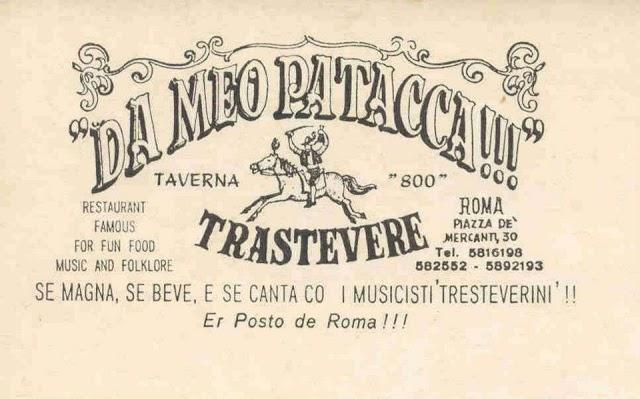 "DA MEO PATACCA!!!"
TAVERNA "800"
TRASTEVERE
RESTAURANT
FAMOUS
FOR FUN FOOD
MUSIC AND FOLKLORE
ROMA
PIAZZA DE'
MERCANTI, 30
Tel. 5816198
582552 - 5892193
SE MAGNA, SE BEVE, E SE CANTA CO I MUSICISTI 'TRESTEVERINI' !!
Er Posto de Roma!!!